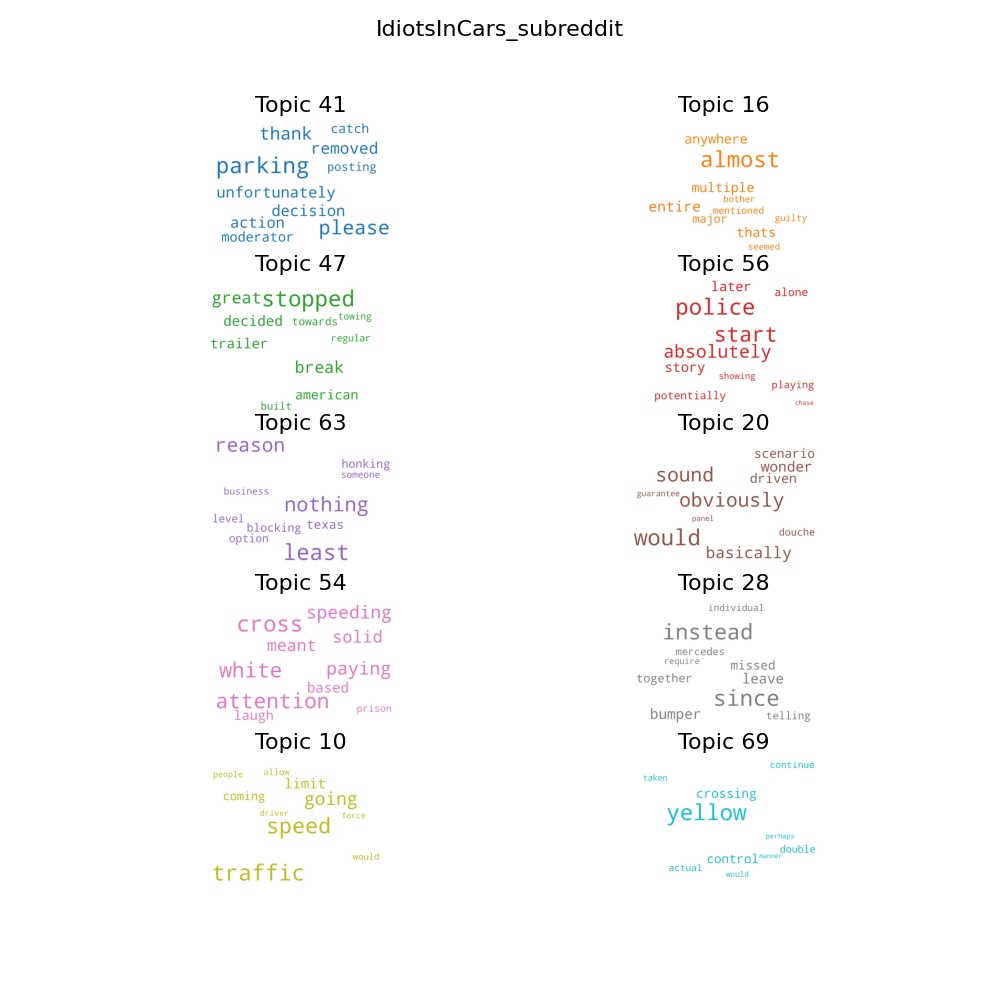 IdiotsInCars_subreddit
Topic 41
thank catch
removed
parking posting
unfortunately
decision
action please
moderator
Topic 16
anywhere
almost
multiple
bother
entire mentioned
major guilty
thats
seemed
Topic 47
great stopped
decided towards towing
trailer regular
break
american
built
Topic 56
later alone
police
start
absolutely
story
showing
playing
potentially
chase
Topic 63
reason
honking
someone
business
nothing
level
blocking texas
option
least
Topic 20
scenario
wonder
sound driven
guarantee obviously
panel
would douche
basically
Topic 54
speeding
cross solid
meant
white paying
based
attention
laugh prison
Topic 28
individual
instead
mercedes
require missed
together leave
since
bumper telling
Topic 10
people allow
limit
coming going
driver force
speed
would
traffic
Topic 69
continue
taken
crossing
yellow
perhaps
double
control manner
actual
would